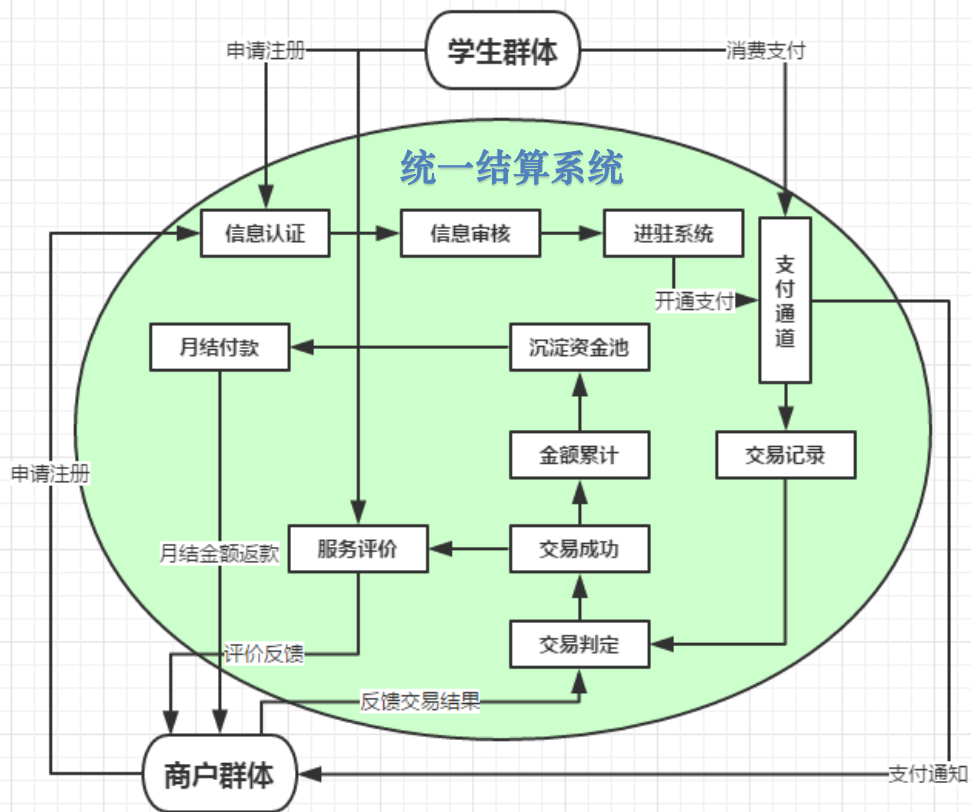 学生群体
申请注册
消费支付
统一结算系统
信息认证
信息审核
进驻系统
支付通道
开通支付
月结付款
沉淀资金池
金额累计
交易记录
申请注册
月结金额返款
服务评价
交易成功
交易判定
评价反馈
反馈交易结果
商户群体
支付通知